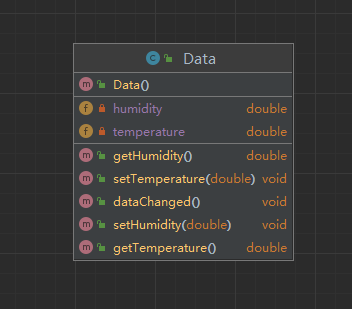 C Data
m Data()
f humidity double
f temperature double
m getHumidity() double
m setTemperature(double) void
m dataChanged() void
m setHumidity(double) void
m getTemperature() double